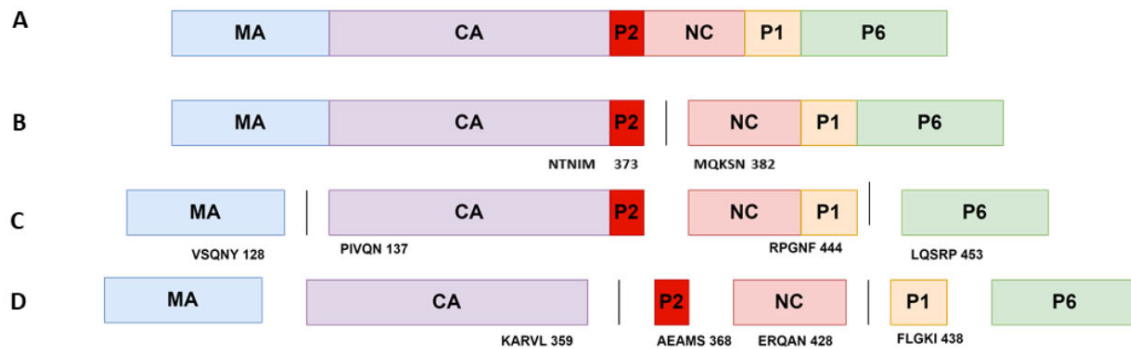 A MA CA P2 NC P1 P6
B MA CA P2 NC P1 P6
NTNIM 373 MQKSN 382
C MA CA P2 NC P1 P6
VSQNY 128 PIVQN 137 RPGNF 444 LQSRP 453
D MA CA P2 NC P1 P6
KARVL 359 AEAMS 368 ERQAN 428 FLGKI 438